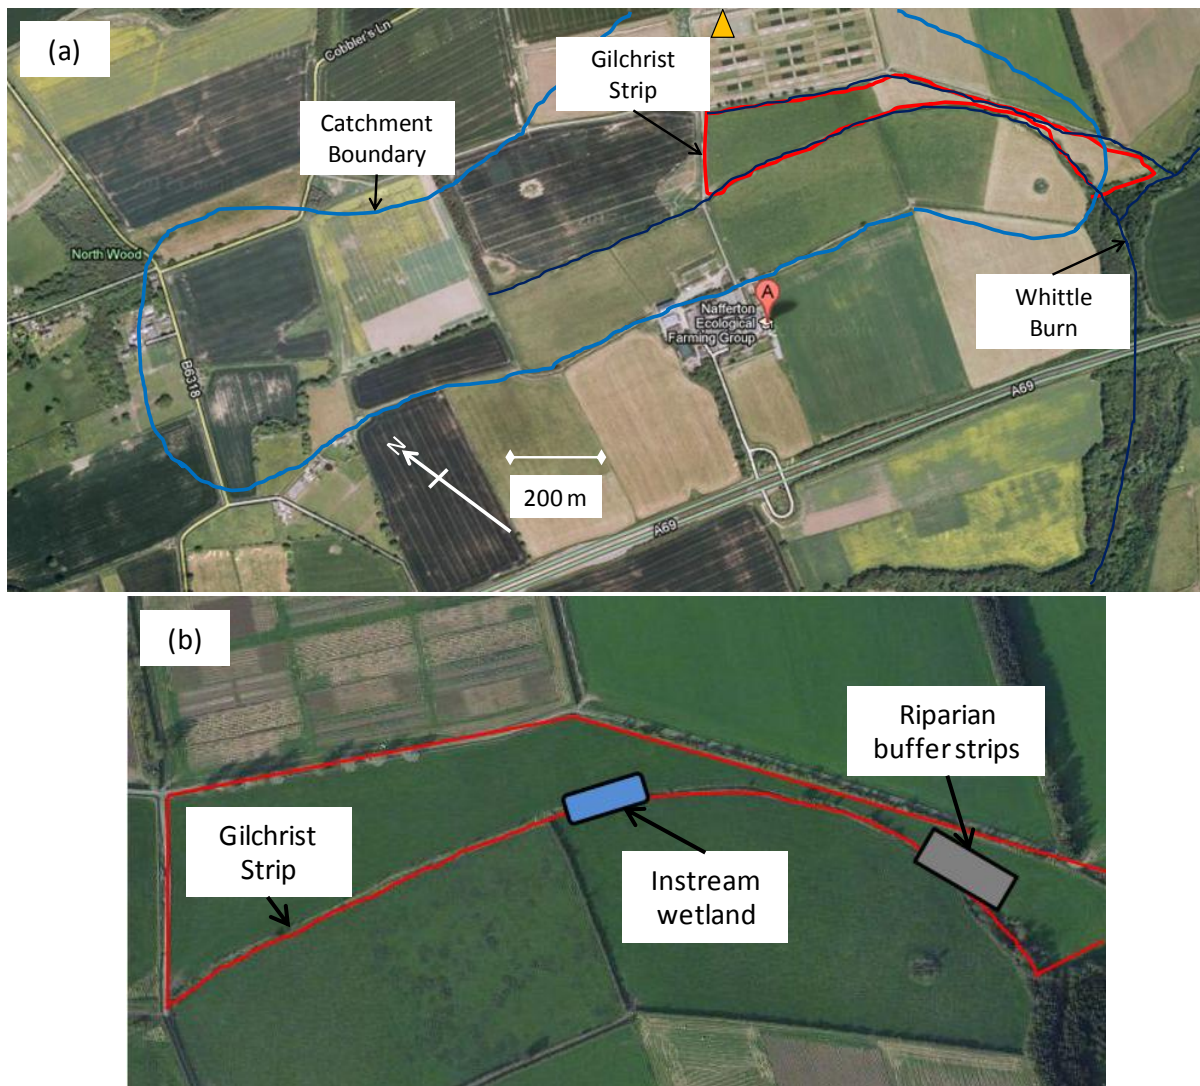 (a)
Cobbler's Ln
Gilchrist
Strip
Catchment
Boundary
North Wood
A
Nafferton
Ecological
Farming Group
Whittle
Burn
B6318
A69
N
200 m
A69
(b)
Riparian
buffer strips
Gilchrist
Strip
Instream
wetland